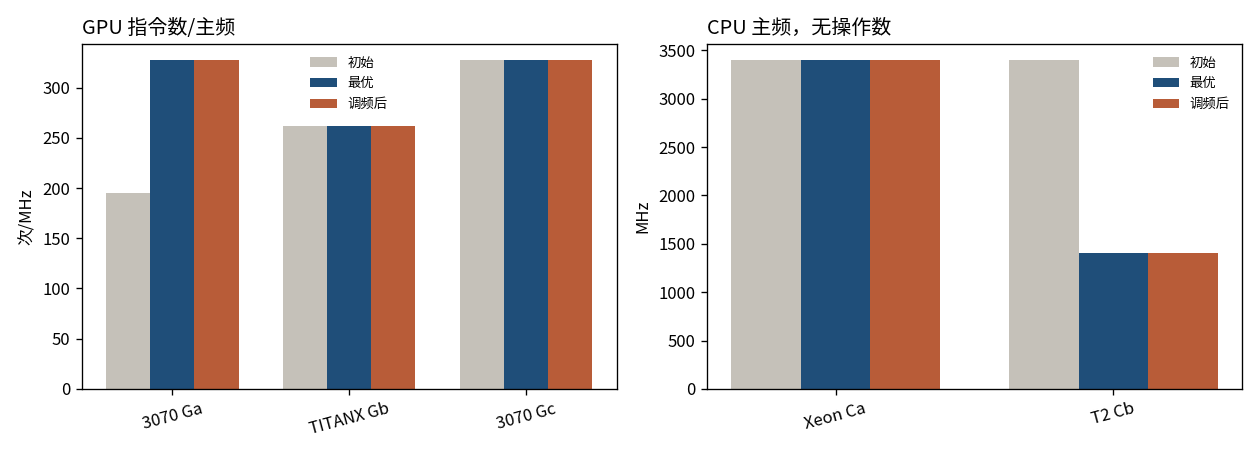 GPU 指令数/主频
次/MHz
300
250
200
150
100
50
0
初始
最优
调频后
3070 Ga
TITANX Gb
3070 Gc
CPU 主频，无操作数
MHz
3500
3000
2500
2000
1500
1000
500
0
初始
最优
调频后
Xeon Ca
T2 Cb